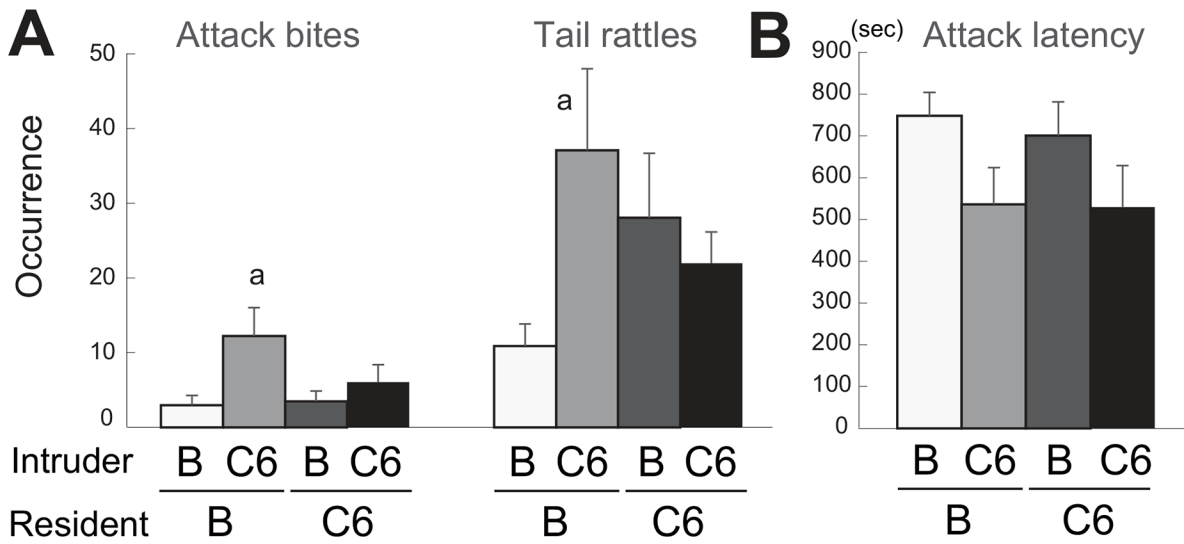 A
Attack bites
Tail rattles
Occurrence
50
40
30
20
10
0
a
a
Intruder B C6 B C6 B C6 B C6
Resident B C6 B C6
B
(sec)
Attack latency
900
800
700
600
500
400
300
200
100
0
B C6 B C6
B C6